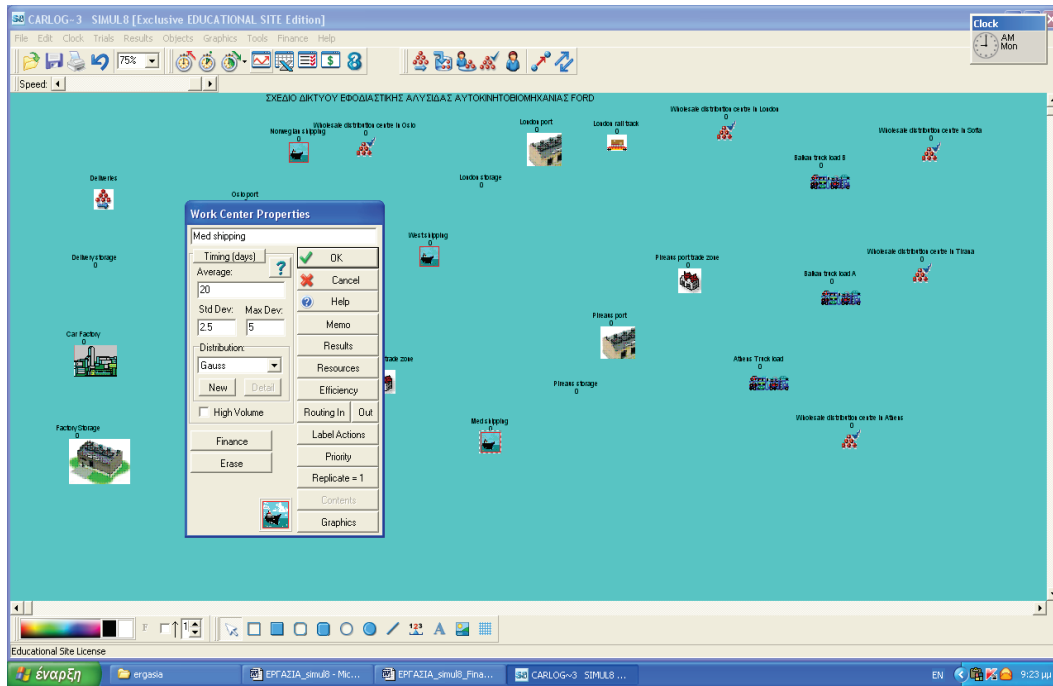 S8 CARLOG~3 SIMUL8 [Exclusive EDUCATIONAL SITE Edition]
File Edit Clock Trials Results Objects Graphics Tools Finance Help
75%
Speed:
Clock
AM
Mon
ΣΧΕΔΙΟ ΔΙΚΤΥΟΥ ΕΦΟΔΙΑΣΤΙΚΗΣ ΑΛΥΣΙΔΑΣ ΑΥΤΟΚΙΝΗΤΟΒΙΟΜΗΧΑΝΙΑΣ FORD
Norwegian shipping
0
Wholesale distribution centre in Oslo
0
London port
0
London rail track
0
Wholesale distribution centre in London
0
Wholesale distribution centre in Sofia
0
Balkan truck load B
0
Deliveries
0
London storage
0
Oslo port
Delivery storage
0
West shipping
0
Pireaus port trade zone
0
Wholesale distribution centre in Tirana
0
Balkan truck load A
0
Pireaus port
0
Car Factory
0
trade zone
Athens Truck load
0
Pireaus storage
0
Factory Storage
0
Med shipping
0
Wholesale distribution centre in Athens
0
Work Center Properties
Med shipping
Timing (days)
Average:
?
20
Std Dev: Max Dev:
2.5 5
Distribution:
Gauss
New Detail
High Volume
Finance
Erase
OK
Cancel
Help
Memo
Results
Resources
Efficiency
Routing In Out
Label Actions
Priority
Replicate = 1
Contents
Graphics
F 1 123 A
Educational Site License
έναρξη ergasia ΕΡΓΑΣΙΑ_simul8 - Mic... ΕΡΓΑΣΙΑ_simul8_Fina... S8 CARLOG~3 SIMUL8 ... EN 9:23 μμ